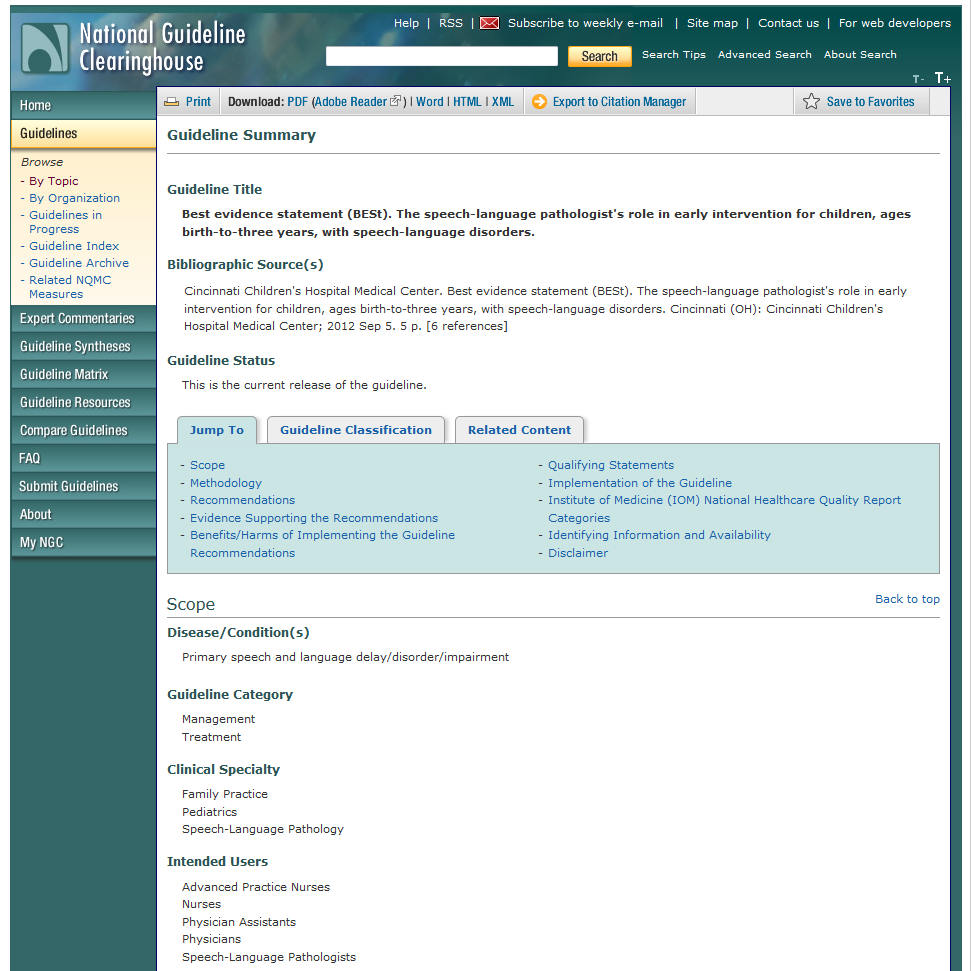 National Guideline
Clearinghouse
Help | RSS | Subscribe to weekly e-mail | Site map | Contact us | For web developers
Search Search Tips Advanced Search About Search
T- T+
Home
Guidelines
Browse
- By Topic
- By Organization
- Guidelines in
Progress
- Guideline Index
- Guideline Archive
- Related NQMC
Measures
Expert Commentaries
Guideline Syntheses
Guideline Matrix
Guideline Resources
Compare Guidelines
FAQ
Submit Guidelines
About
My NGC
Print Download: PDF (Adobe Reader) | Word | HTML | XML Export to Citation Manager Save to Favorites
Guideline Summary
Guideline Title
Best evidence statement (BESt). The speech-language pathologist's role in early intervention for children, ages
birth-to-three years, with speech-language disorders.
Bibliographic Source(s)
Cincinnati Children's Hospital Medical Center. Best evidence statement (BESt). The speech-language pathologist's role in early
intervention for children, ages birth-to-three years, with speech-language disorders. Cincinnati (OH): Cincinnati Children's
Hospital Medical Center; 2012 Sep 5. 5 p. [6 references]
Guideline Status
This is the current release of the guideline.
Jump To Guideline Classification Related Content
- Scope
- Methodology
- Recommendations
- Evidence Supporting the Recommendations
- Benefits/Harms of Implementing the Guideline
Recommendations
- Qualifying Statements
- Implementation of the Guideline
- Institute of Medicine (IOM) National Healthcare Quality Report
Categories
- Identifying Information and Availability
- Disclaimer
Scope Back to top
Disease/Condition(s)
Primary speech and language delay/disorder/impairment
Guideline Category
Management
Treatment
Clinical Specialty
Family Practice
Pediatrics
Speech-Language Pathology
Intended Users
Advanced Practice Nurses
Nurses
Physician Assistants
Physicians
Speech-Language Pathologists